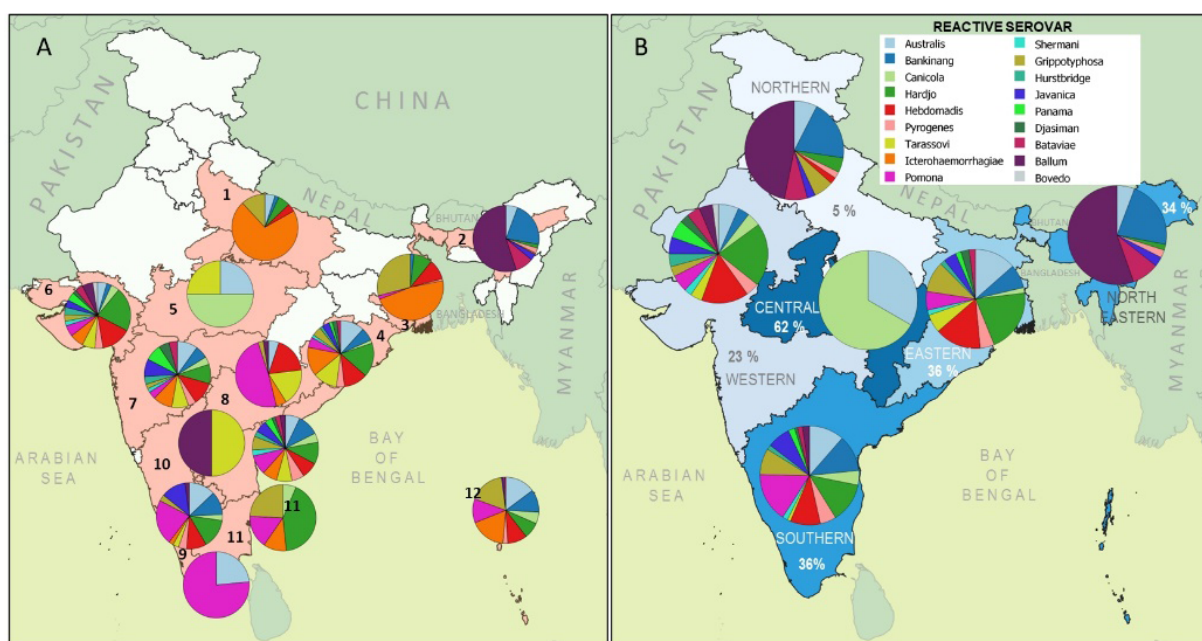 A
PAKISTAN
CHINA
NEPAL
BHUTAN
BANGLADESH
MYANMAR
1
2
3
4
5
6
7
8
9
10
11
11
12
ARABIAN
SEA
BAY
OF
BENGAL
B
REACTIVE SEROVAR
Australis
Bankinang
Canicola
Hardjo
Hebdomadis
Pyrogenes
Tarassovi
Icterohaemorrhagiae
Pomona
Shermani
Grippotyphosa
Hurstbridge
Javanica
Panama
Djasiman
Bataviae
Ballum
Bovedo
PAKISTAN
NORTHERN
5 %
NEPAL
BHUTAN
34 %
BANGLADESH
NORTH
EASTERN
MYANMAR
CENTRAL
62 %
EASTERN
36 %
23 %
WESTERN
SOUTHERN
36%
ARABIAN
SEA
BAY
OF
BENGAL